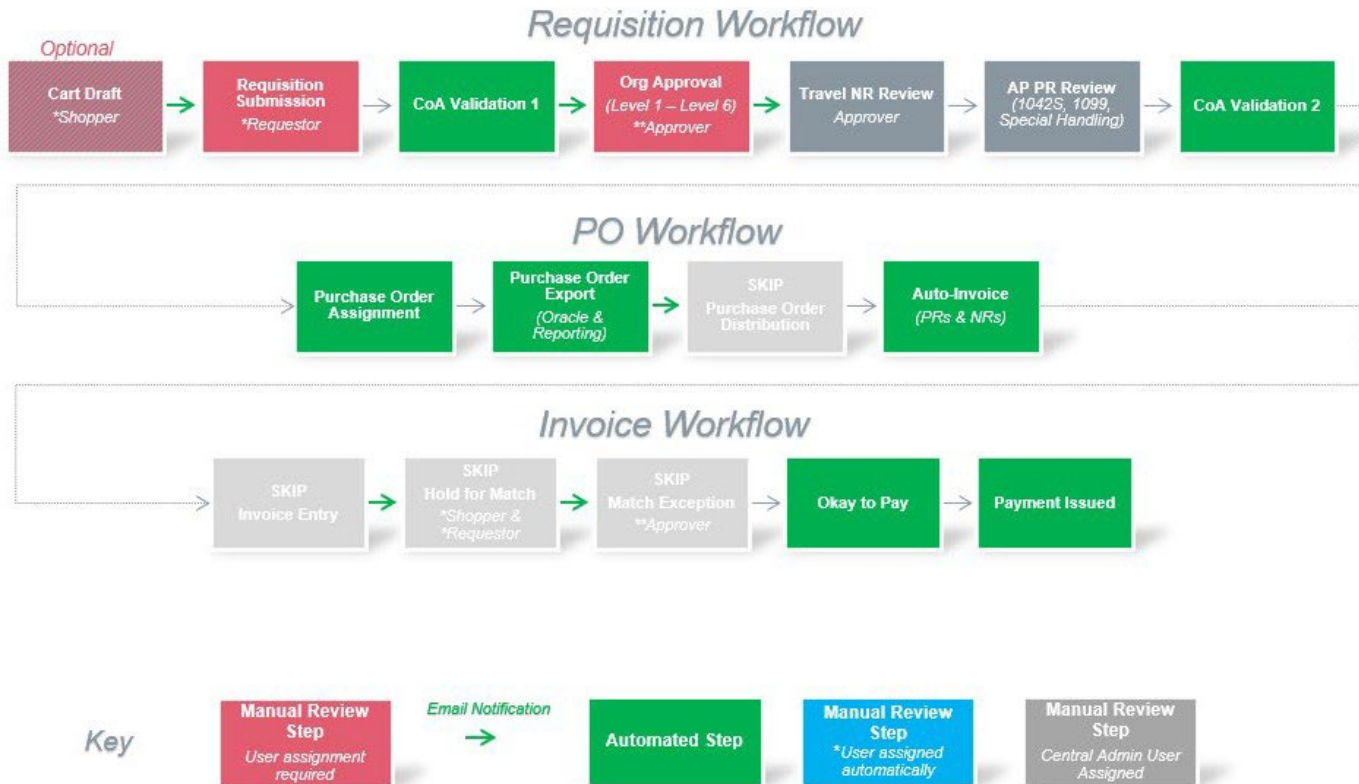 Requisition Workflow
Optional
Cart Draft
*Shopper
Requisition
Submission
*Requestor
CoA Validation 1
Org Approval
(Level 1 – Level 6)
**Approver
Travel NR Review
Approver
AP PR Review
(1042S, 1099,
Special Handling)
CoA Validation 2
PO Workflow
Purchase Order
Assignment
Purchase Order
Export
(Oracle &
Reporting)
SKIP
Purchase Order
Distribution
Auto-Invoice
(PRs & NRs)
Invoice Workflow
SKIP
Invoice Entry
SKIP
Hold for Match
*Shopper &
*Requestor
SKIP
Match Exception
**Approver
Okay to Pay
Payment Issued
Key
Manual Review
Step
User assignment
required
Email Notification
Automated Step
Manual Review
Step
*User assigned
automatically
Manual Review
Step
Central Admin User
Assigned